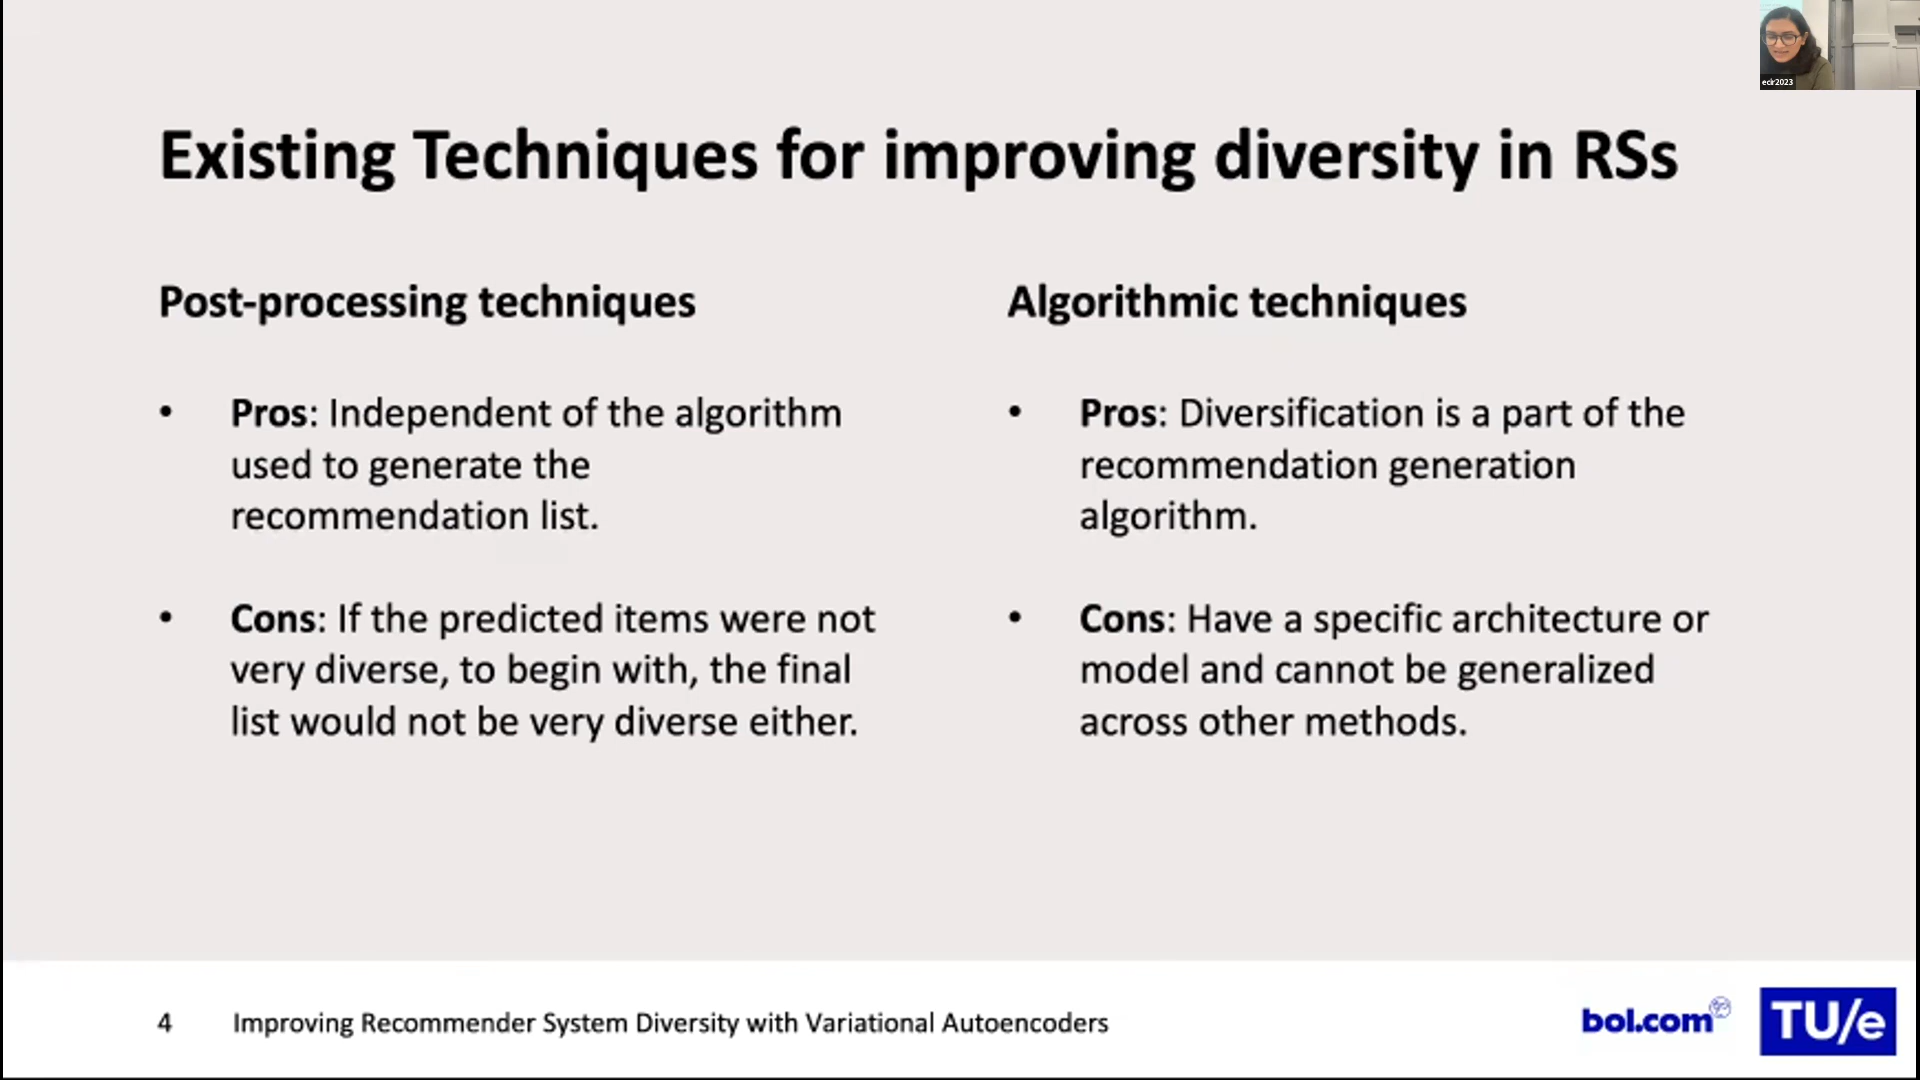 ecir2023
Existing Techniques for improving diversity in RSs
Post-processing techniques
• Pros: Independent of the algorithm
used to generate the
recommendation list.
• Cons: If the predicted items were not
very diverse, to begin with, the final
list would not be very diverse either.
Algorithmic techniques
• Pros: Diversification is a part of the
recommendation generation
algorithm.
• Cons: Have a specific architecture or
model and cannot be generalized
across other methods.
4 Improving Recommender System Diversity with Variational Autoencoders
bol.com
TU/e